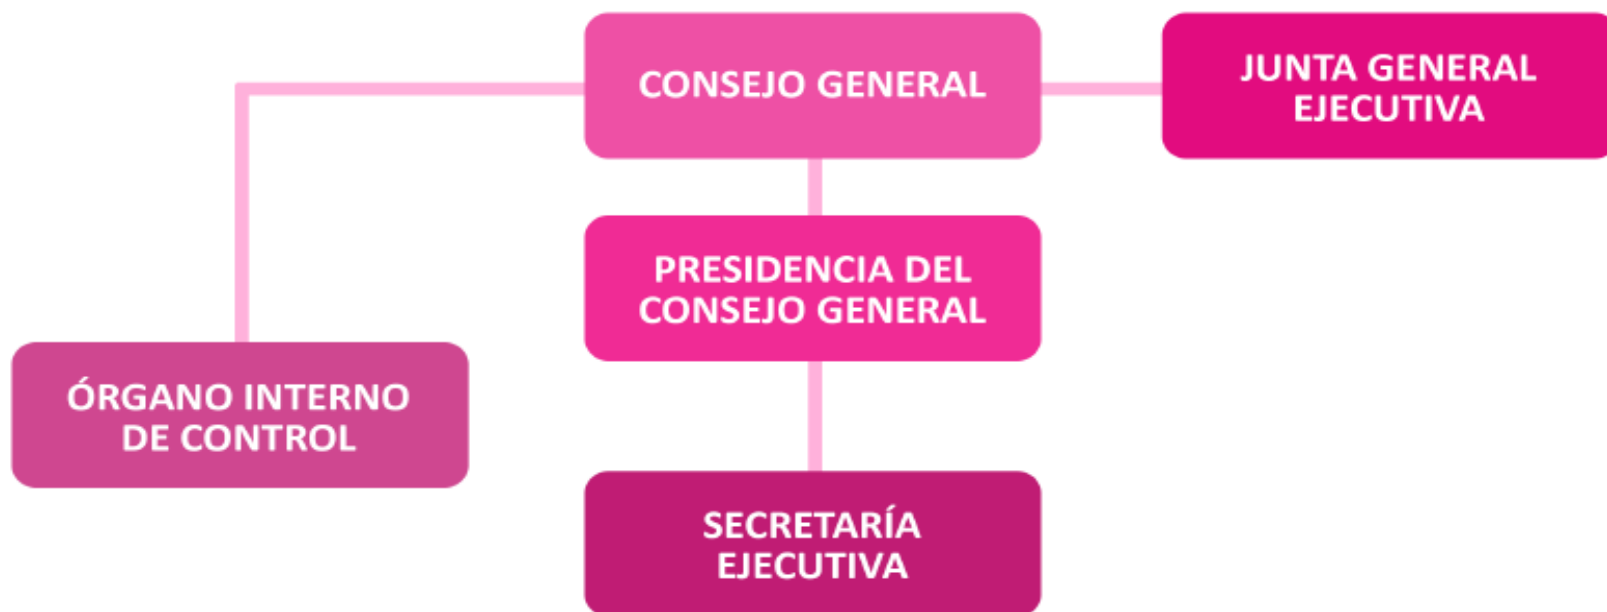 CONSEJO GENERAL
JUNTA GENERAL
EJECUTIVA
PRESIDENCIA DEL
CONSEJO GENERAL
ÓRGANO INTERNO
DE CONTROL
SECRETARÍA
EJECUTIVA